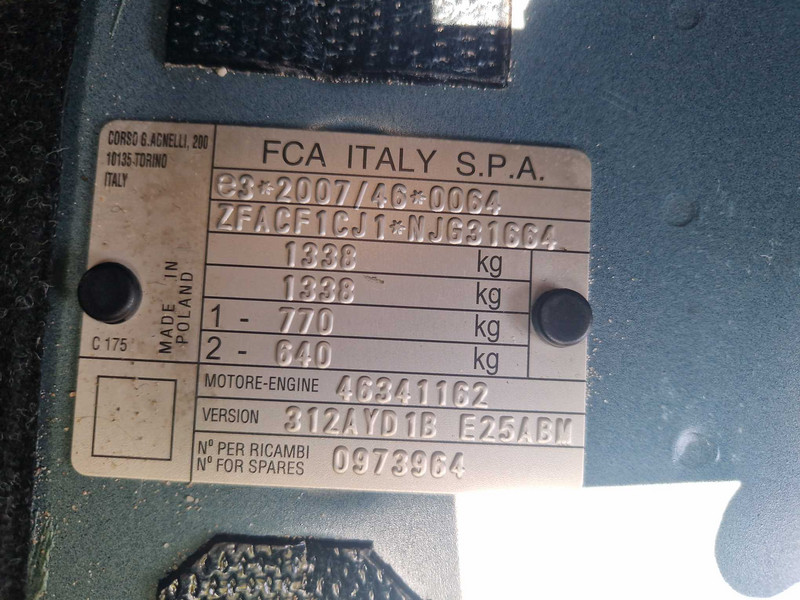 CORSO G.AGNELLI, 200
10135-TORINO
ITALY
FCA ITALY S.P.A.
e3*2007/46*0064
ZFACF1CJ1*NJG31664
1338 kg
1338 kg
1 - 770 kg
2 - 640 kg
MADE IN
POLAND
C 175
MOTORE-ENGINE 46341162
VERSION 312AYD1B E25ABM
Nº PER RICAMBI
Nº FOR SPARES 0973964